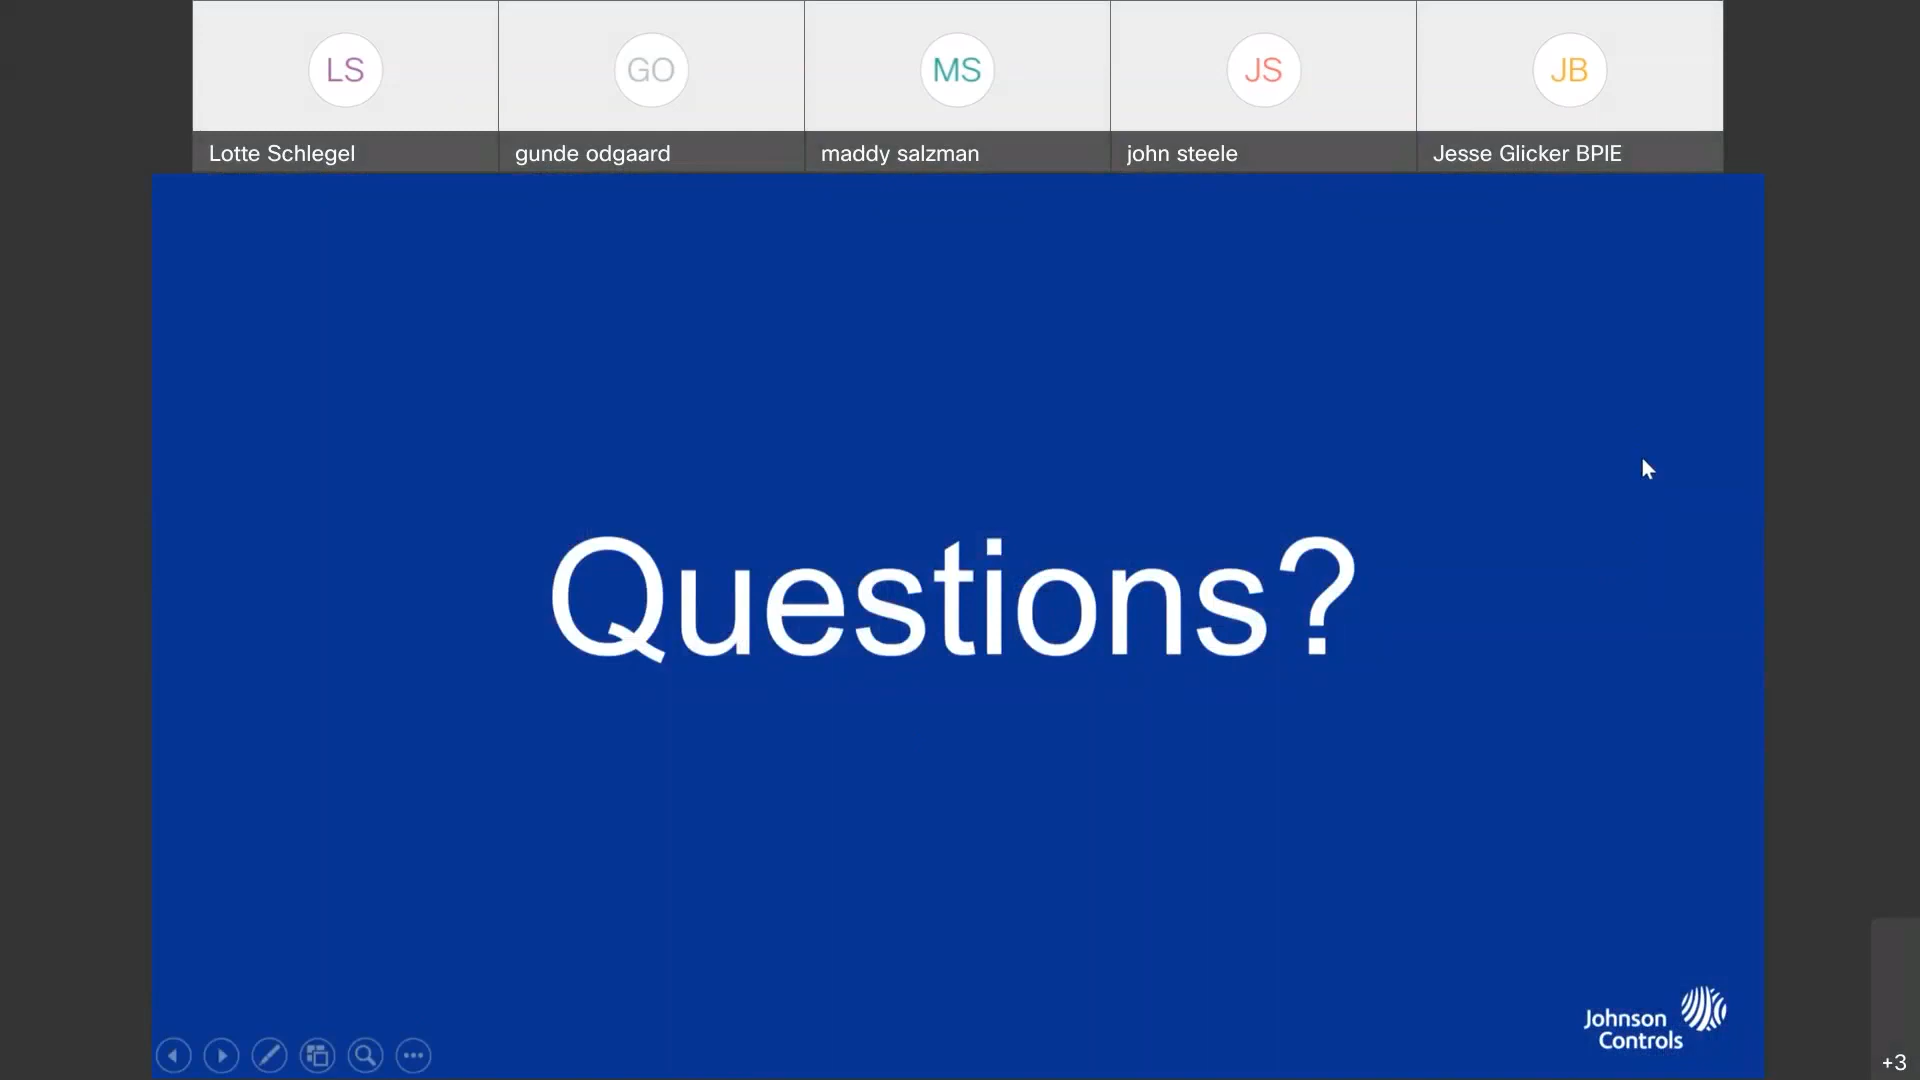 LS
GO
MS
JS
JB
Lotte Schlegel
gunde odgaard
maddy salzman
john steele
Jesse Glicker BPIE
Questions?
Johnson
Controls
+3